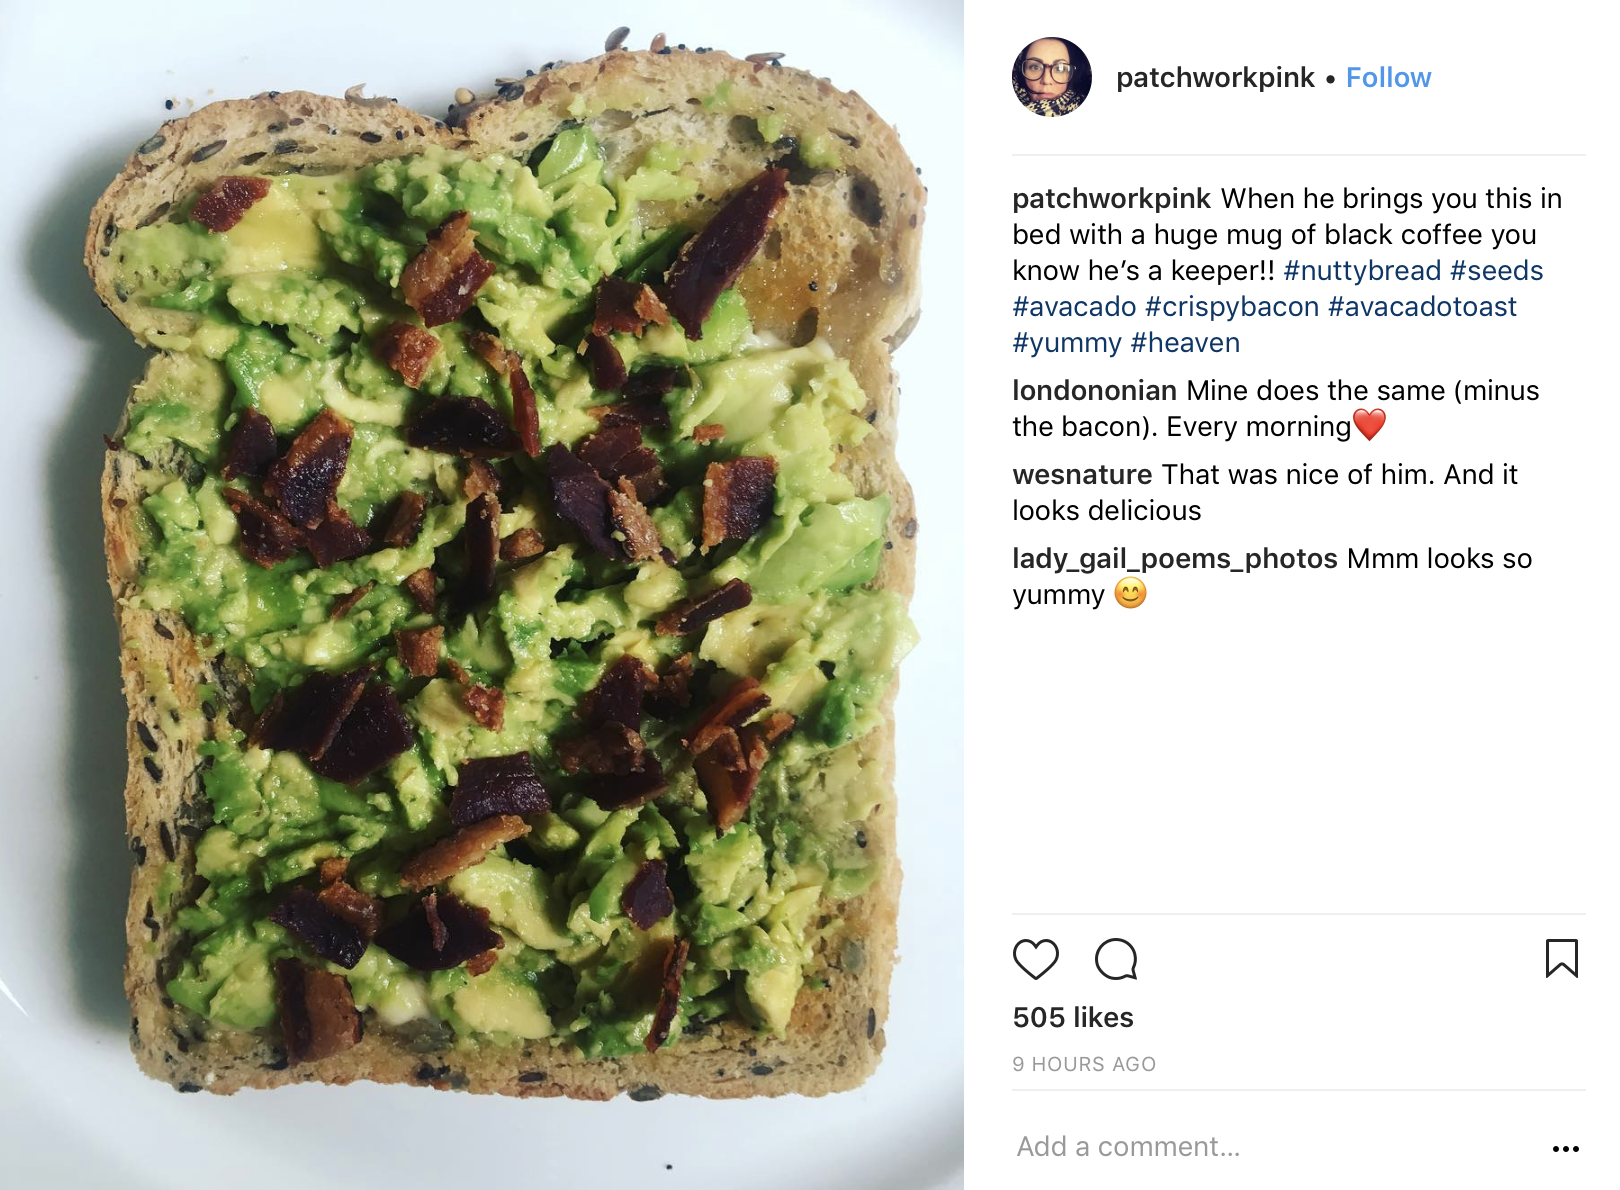 patchworkpink • Follow
patchworkpink When he brings you this in
bed with a huge mug of black coffee you
know he’s a keeper!! #nuttybread #seeds
#avacado #crispybacon #avacadotoast
#yummy #heaven
londononian Mine does the same (minus
the bacon). Every morning❤️
wesnature That was nice of him. And it
looks delicious
lady_gail_poems_photos Mmm looks so
yummy 😊
505 likes
9 HOURS AGO
Add a comment...